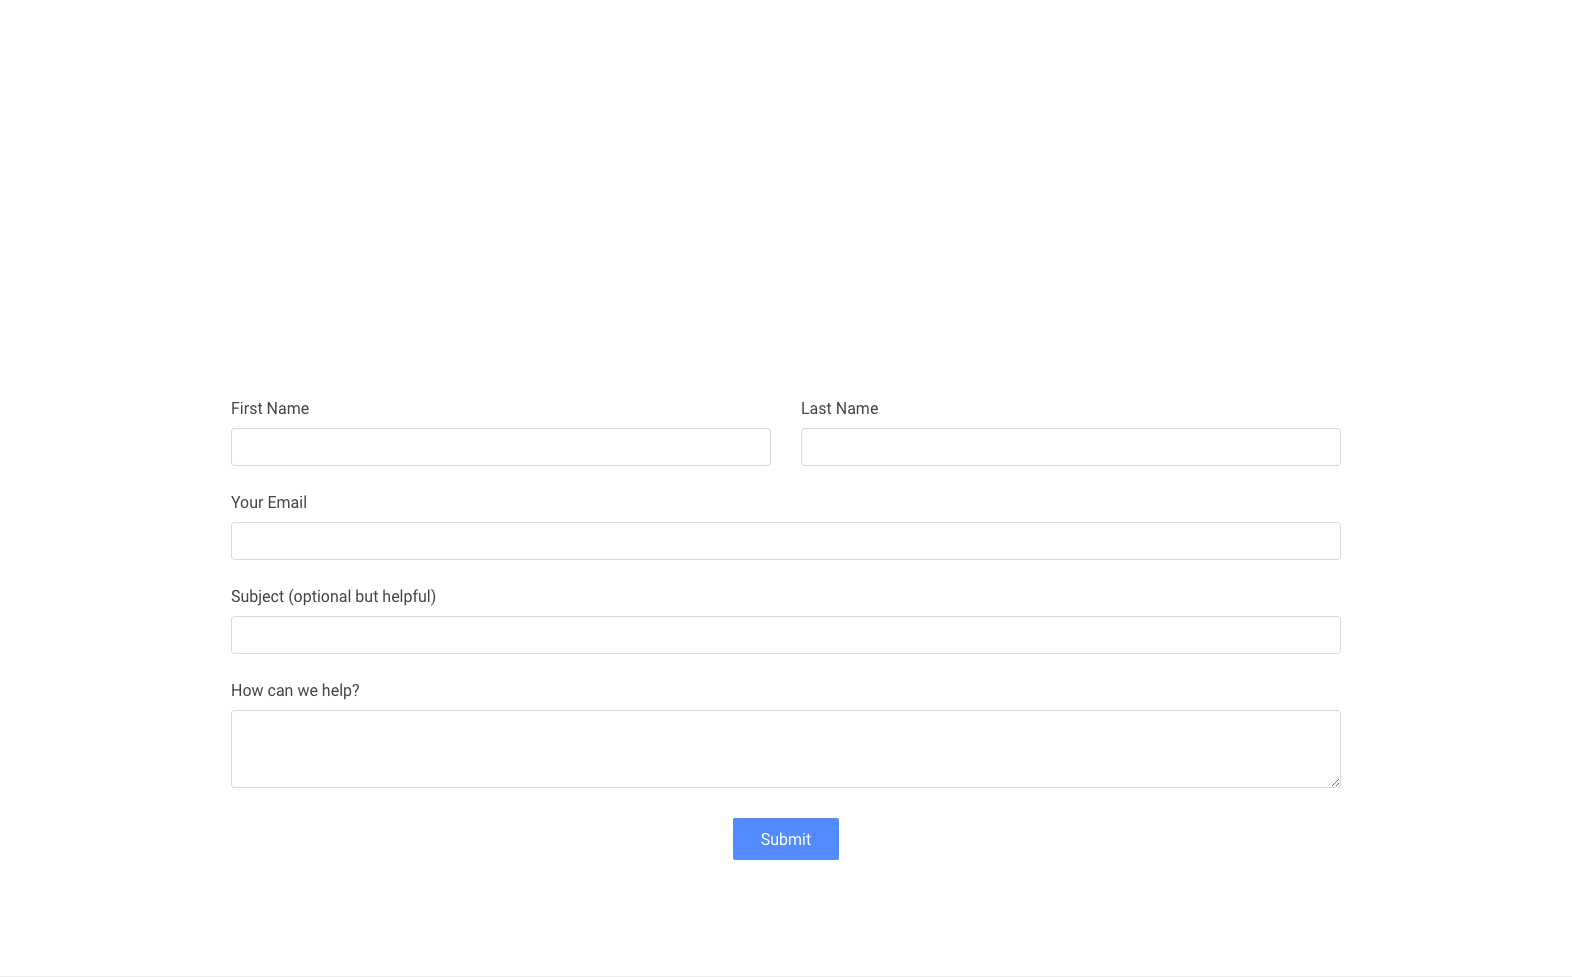 First Name
Last Name
Your Email
Subject (optional but helpful)
How can we help?
Submit